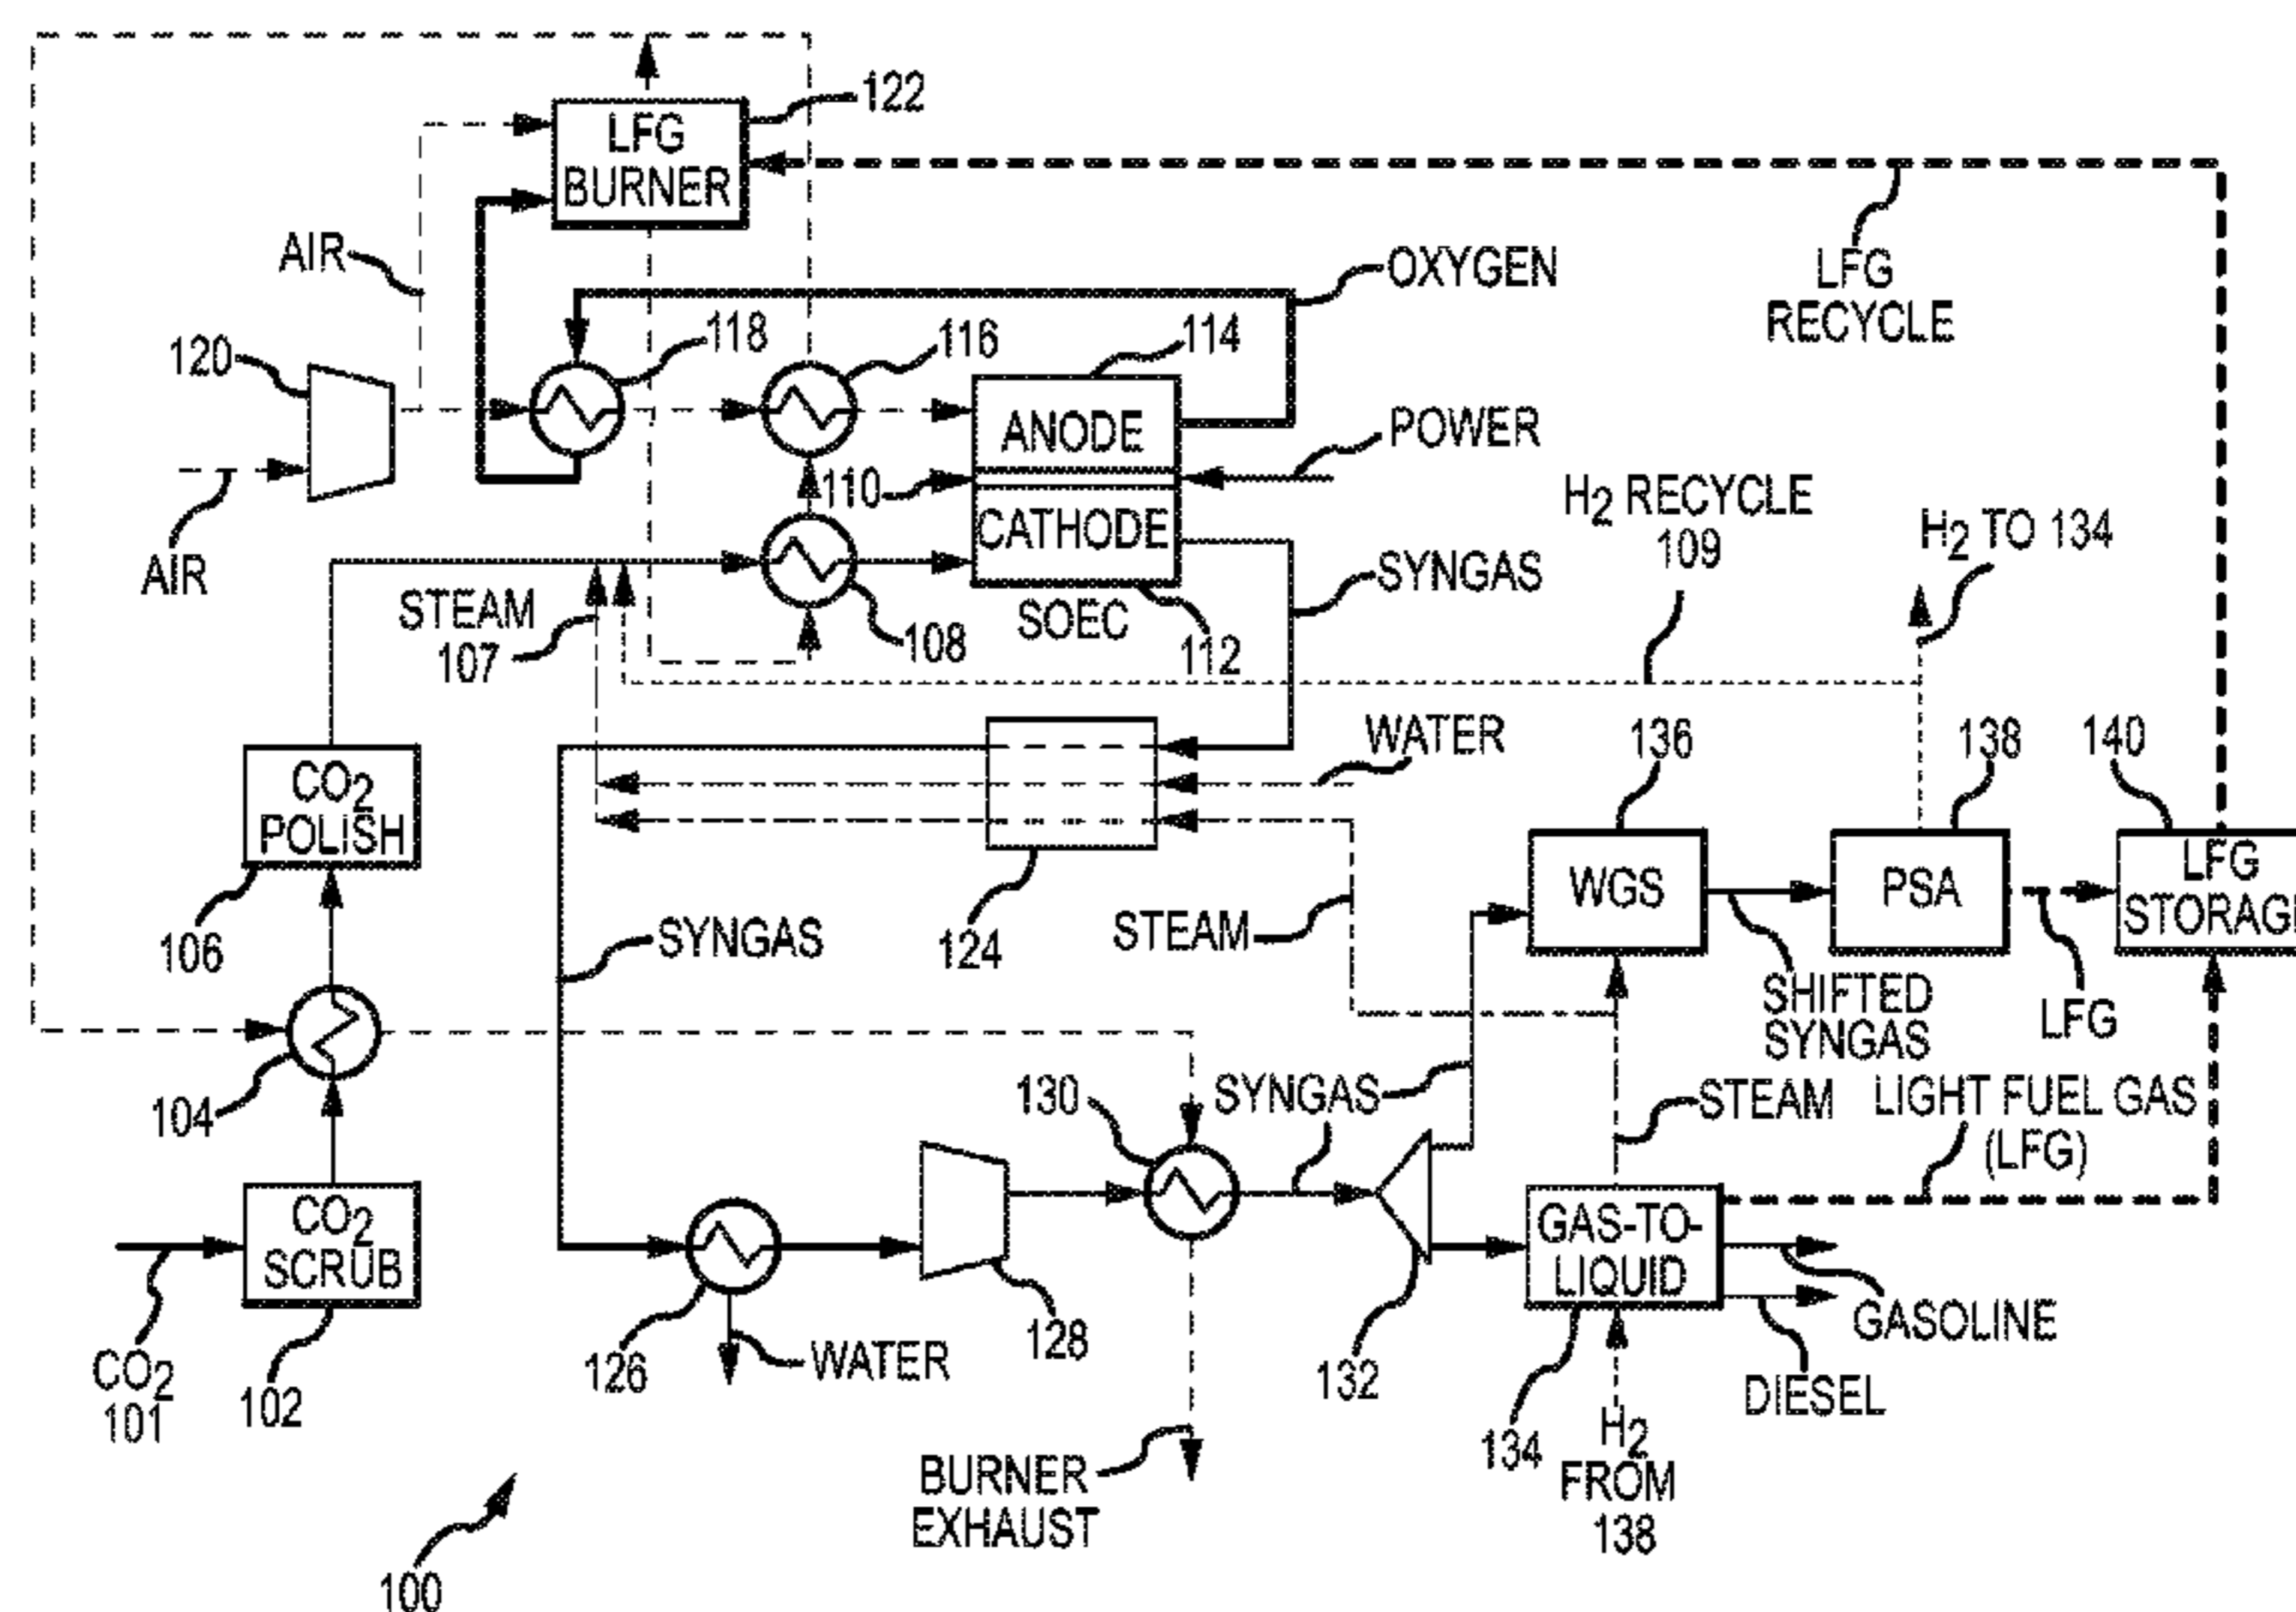 122
LFG
BURNER
AIR
OXYGEN
LFG
RECYCLE
120
118
116
114
ANODE
POWER
110
CATHODE
H2 RECYCLE
109
H2 TO 134
AIR
STEAM
107
108
SOEC
112
SYNGAS
WATER
136
138
140
CO2
POLISH
106
124
STEAM
WGS
PSA
LFG
STORAGE
SYNGAS
SHIFTED
SYNGAS
LFG
104
130
SYNGAS
STEAM
LIGHT FUEL GAS
(LFG)
CO2
SCRUB
GAS-TO-
LIQUID
CO2
101
102
126
WATER
128
132
GASOLINE
DIESEL
134
H2
FROM
138
BURNER
EXHAUST
100